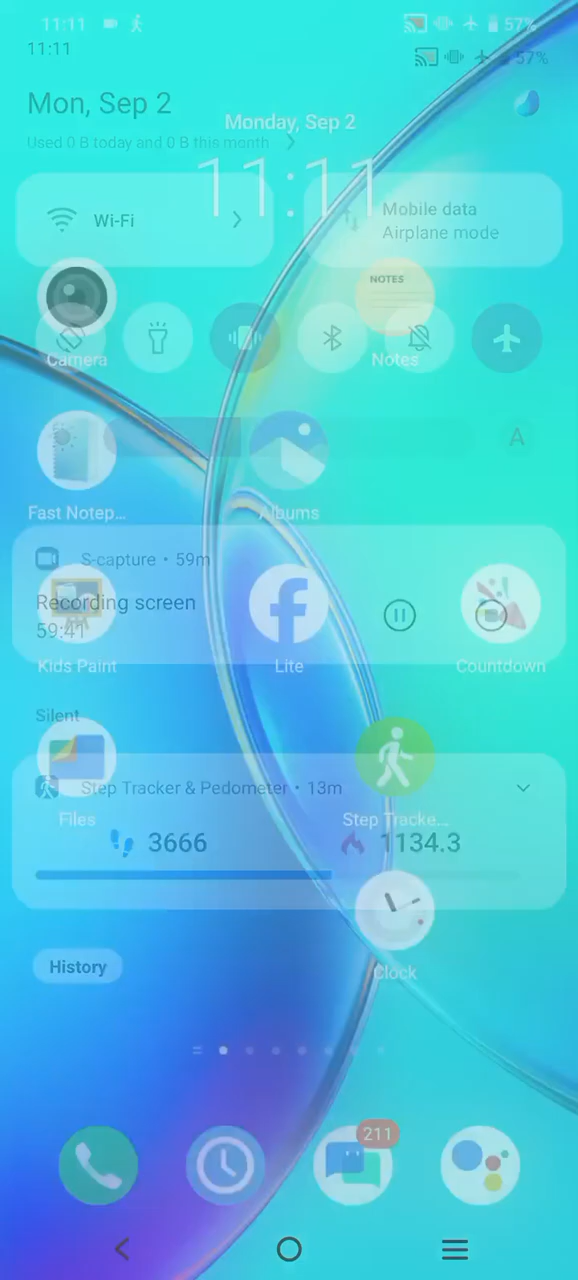 11:11 57%
11:11 57%
Mon, Sep 2
Monday, Sep 2
Used 0 B today and 0 B this month
11:11
Wi-Fi
Mobile data
Airplane mode
NOTES
Camera
Notes
A
Fast Notep...
Albums
S-capture • 59m
Recording screen
59:41
Kids Paint
Lite
Countdown
Silent
Step Tracker & Pedometer • 13m
Files
Step Tracke...
3666
1134.3
Clock
History
211